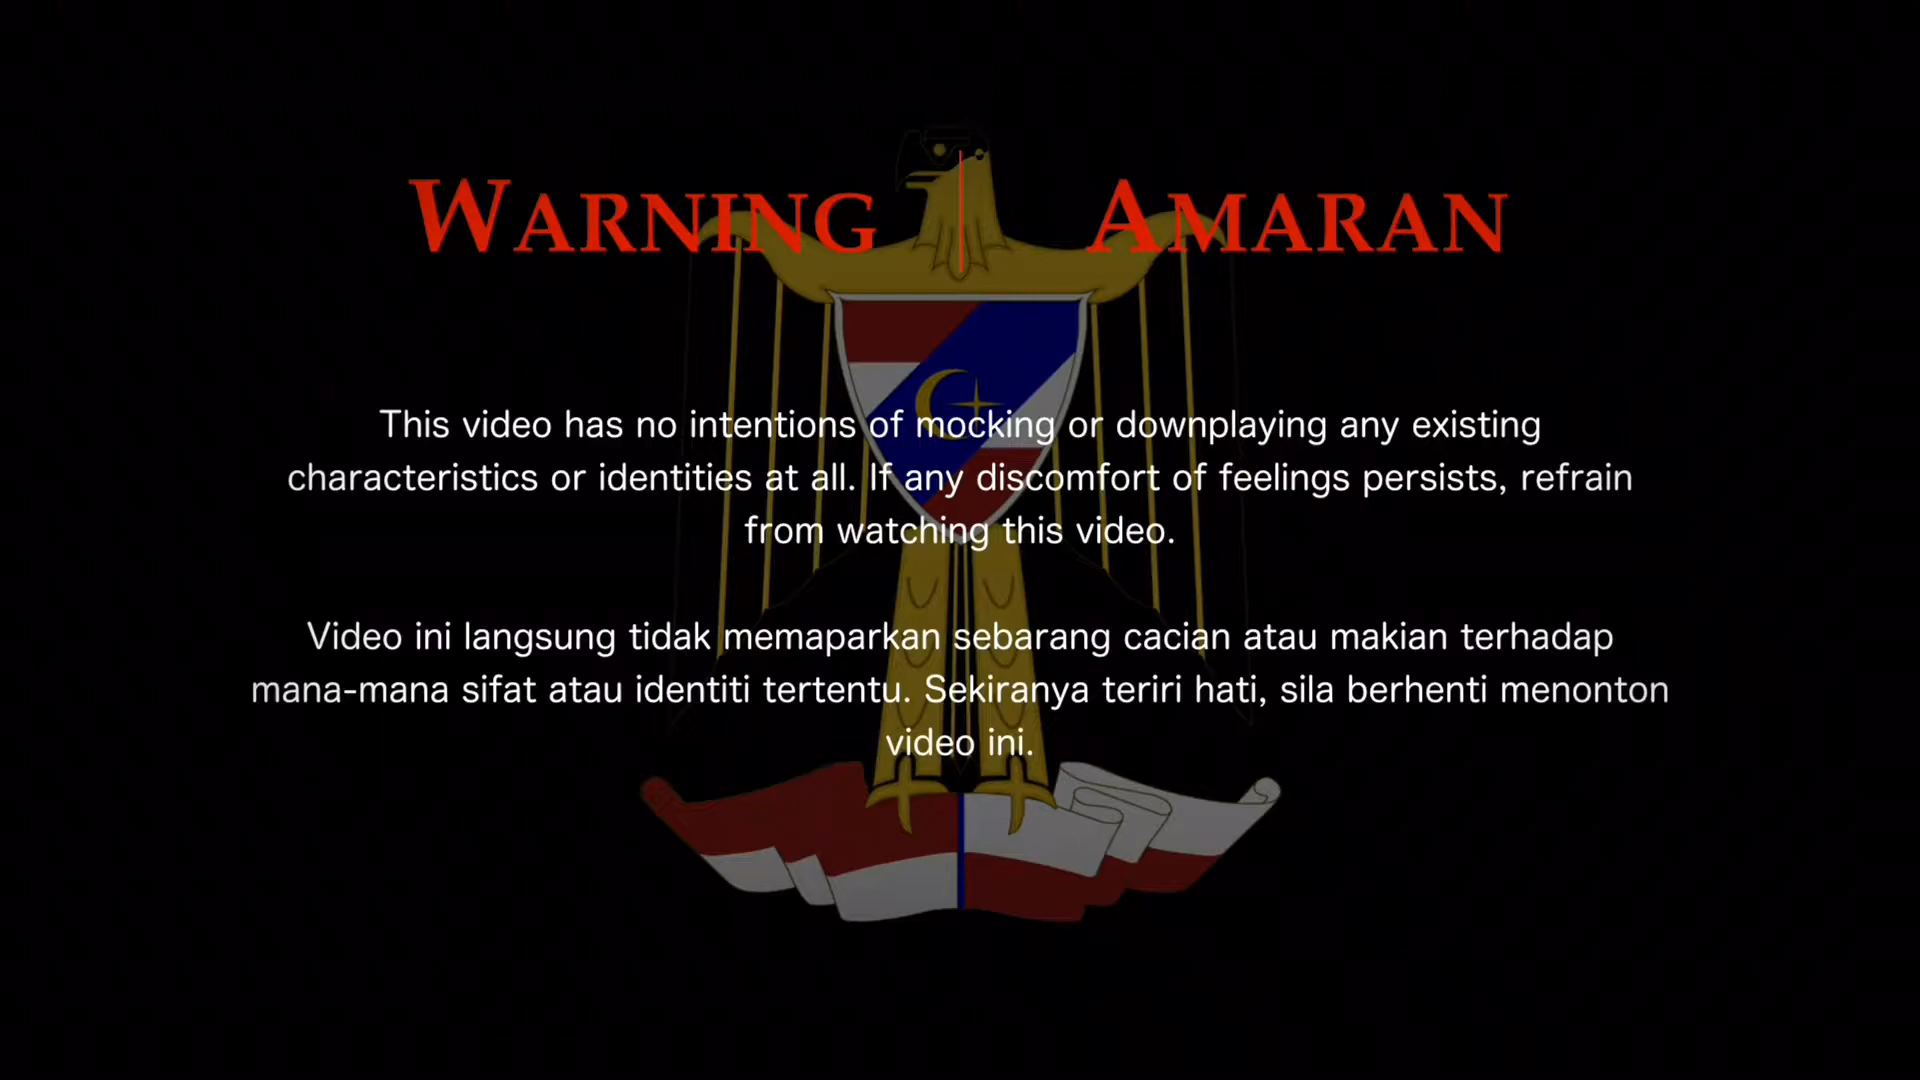 WARNING | AMARAN
This video has no intentions of mocking or downplaying any existing
characteristics or identities at all. If any discomfort of feelings persists, refrain
from watching this video.
Video ini langsung tidak memaparkan sebarang cacian atau makian terhadap
mana-mana sifat atau identiti tertentu. Sekiranya teriri hati, sila berhenti menonton
video ini.